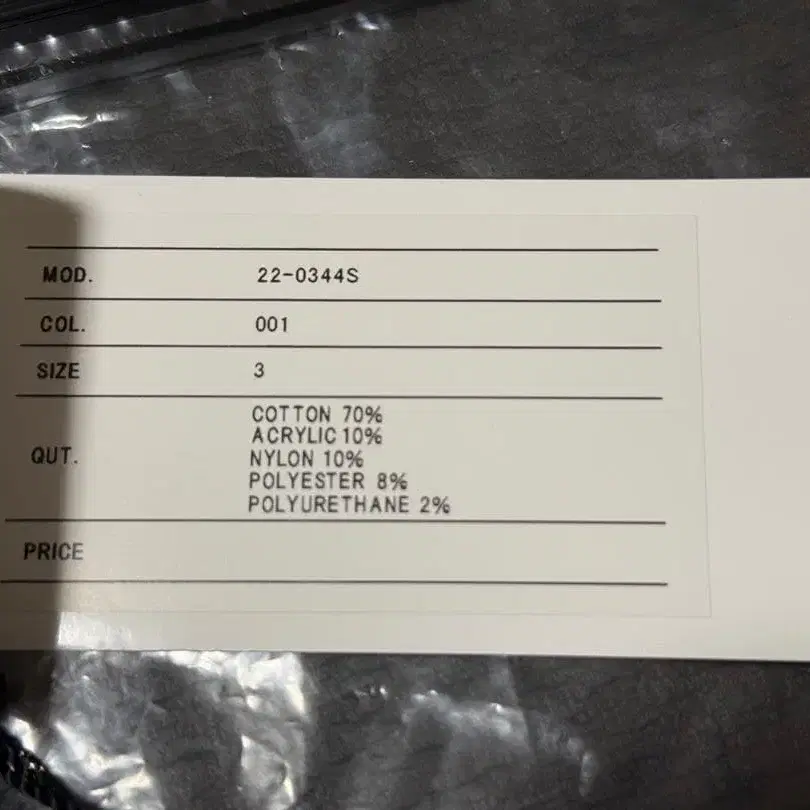 MOD. 22-0344S
COL. 001
SIZE 3
QUT. COTTON 70%
ACRYLIC 10%
NYLON 10%
POLYESTER 8%
POLYURETHANE 2%
PRICE